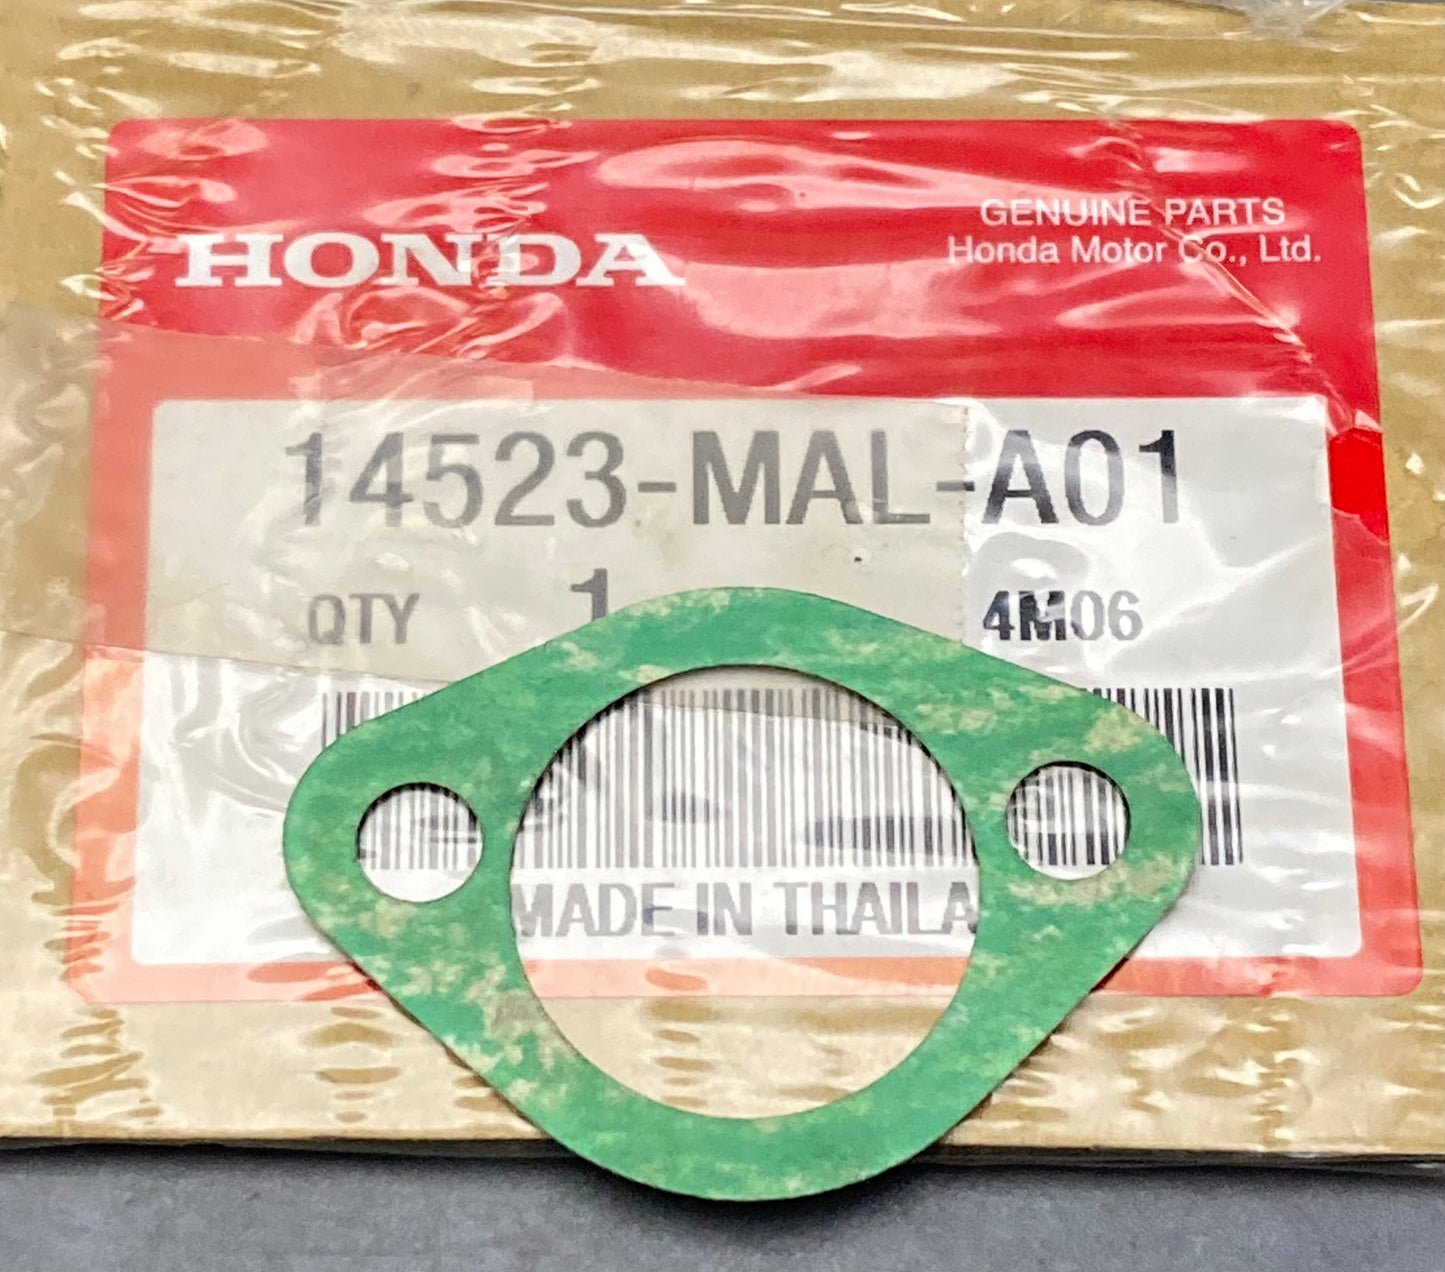 HONDA
GENUINE PARTS
Honda Motor Co., Ltd.
14523-MAL-A01
QTY 1 4M06
MADE IN THAILA